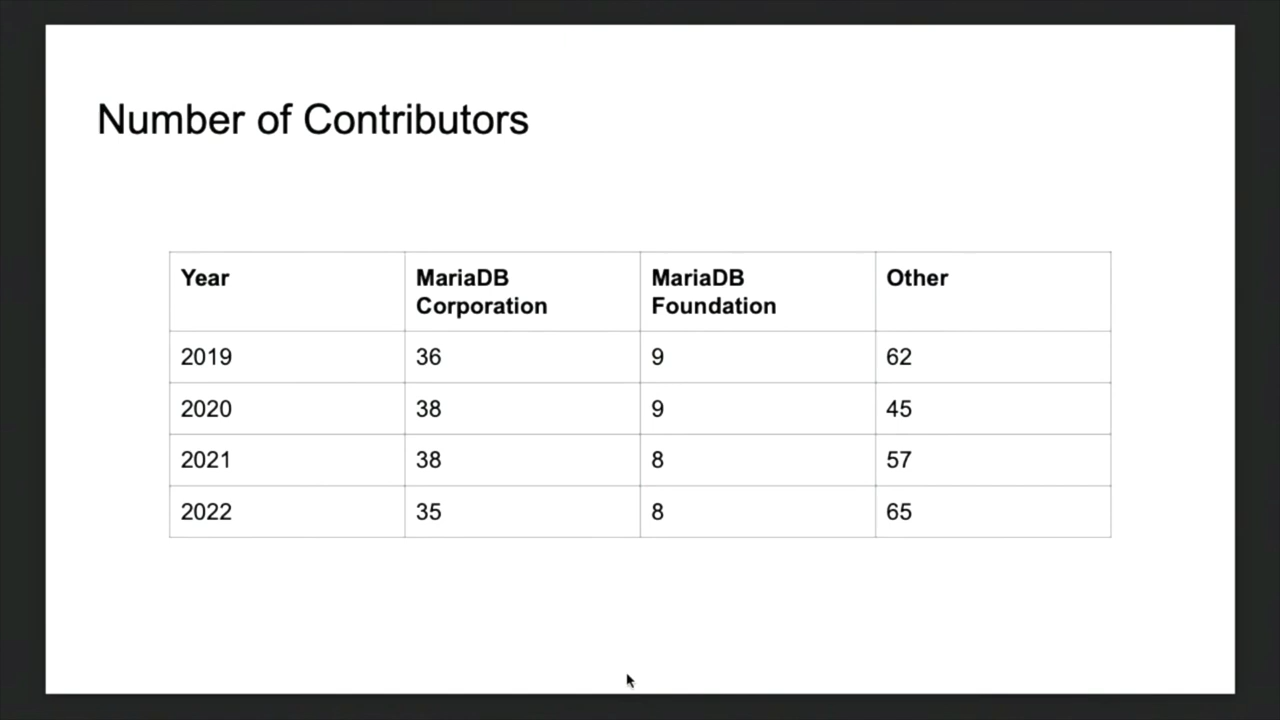 Number of Contributors
Year MariaDB Corporation MariaDB Foundation Other
2019 36 9 62
2020 38 9 45
2021 38 8 57
2022 35 8 65